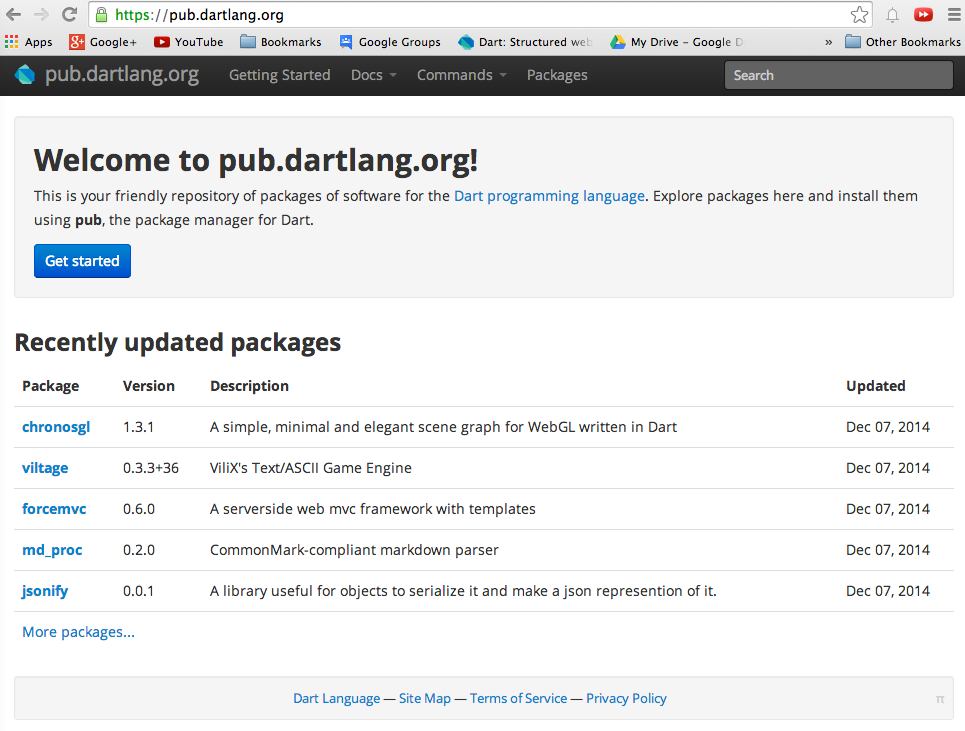 https://pub.dartlang.org
Apps Google+ YouTube Bookmarks Google Groups Dart: Structured web My Drive – Google D » Other Bookmarks
pub.dartlang.org Getting Started Docs Commands Packages Search
Welcome to pub.dartlang.org!
This is your friendly repository of packages of software for the Dart programming language. Explore packages here and install them
using pub, the package manager for Dart.
Get started
Recently updated packages
Package Version Description Updated
chronosgl 1.3.1 A simple, minimal and elegant scene graph for WebGL written in Dart Dec 07, 2014
viltage 0.3.3+36 ViliX's Text/ASCII Game Engine Dec 07, 2014
forcemvc 0.6.0 A serverside web mvc framework with templates Dec 07, 2014
md_proc 0.2.0 CommonMark-compliant markdown parser Dec 07, 2014
jsonify 0.0.1 A library useful for objects to serialize it and make a json represention of it. Dec 07, 2014
More packages...
Dart Language — Site Map — Terms of Service — Privacy Policy π